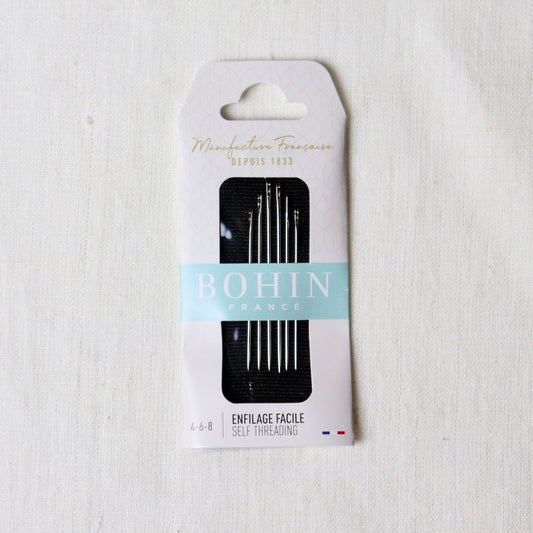 Manufacture Française
DEPUIS 1833
BOHIN
FRANCE
4-6-8
ENFILAGE FACILE
SELF THREADING